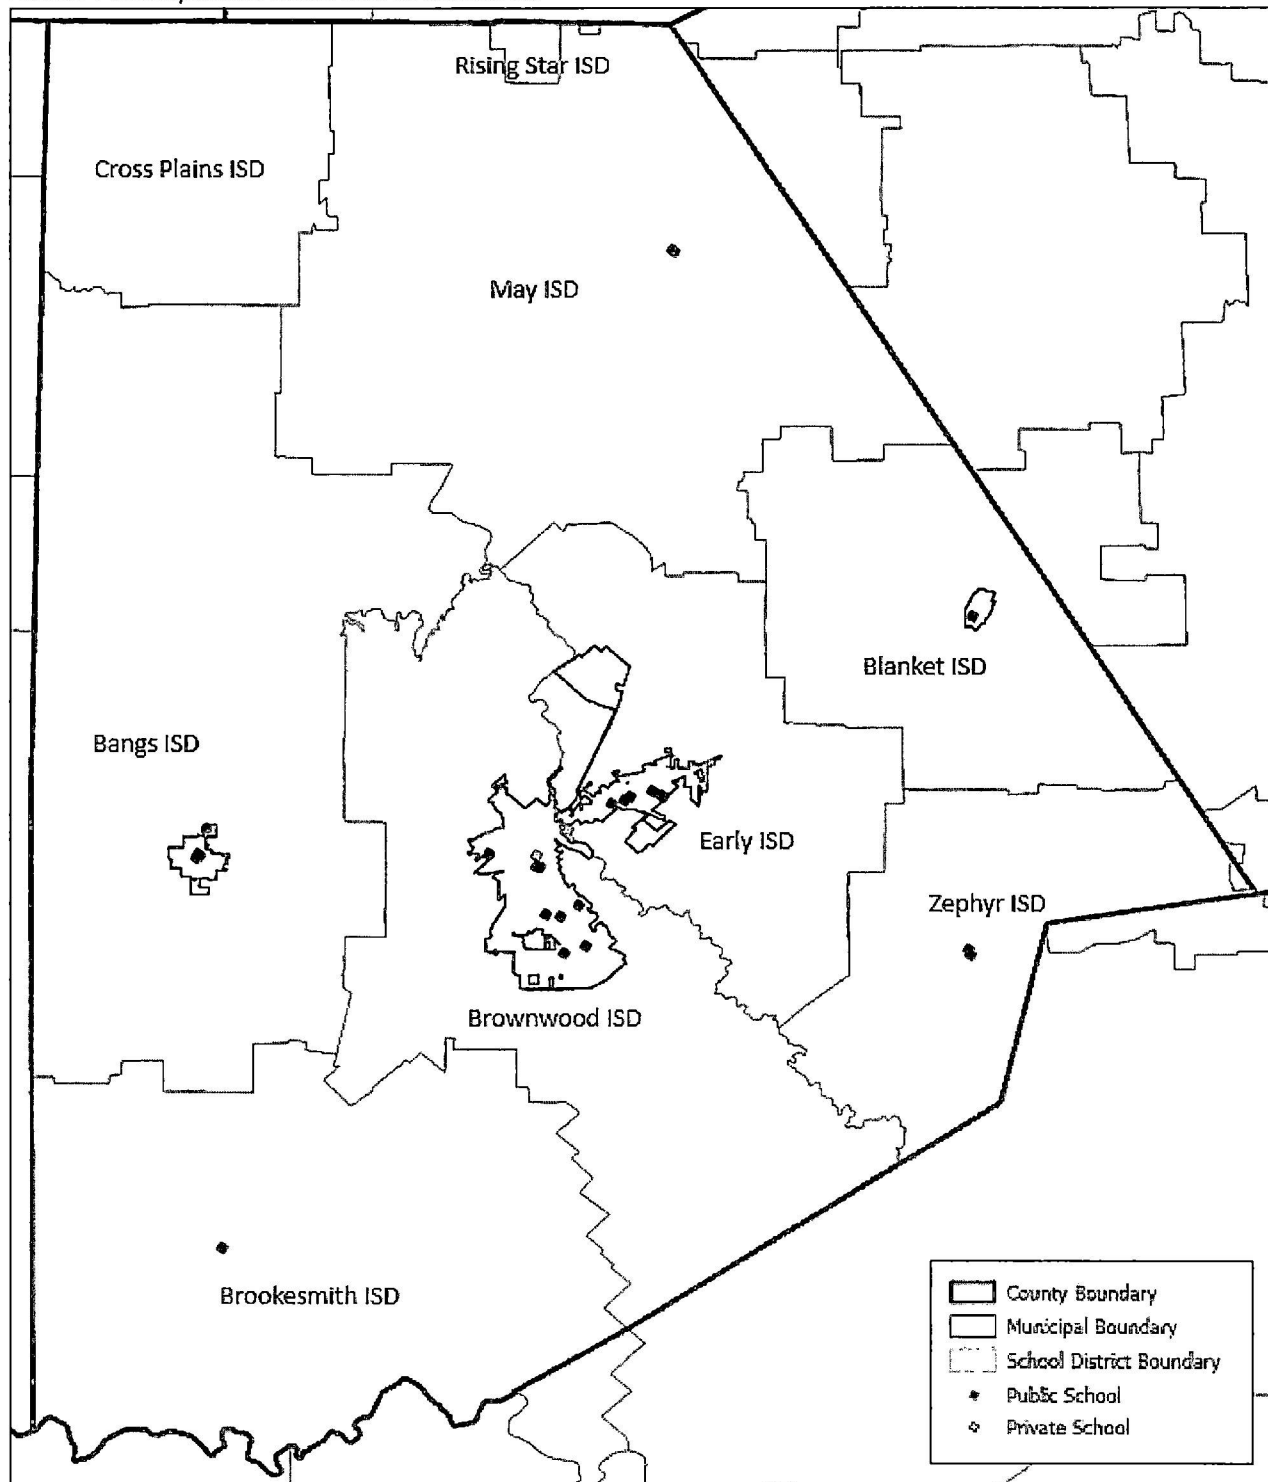 Rising Star ISD
Cross Plains ISD
May ISD
Blanket ISD
Bangs ISD
Early ISD
Zephyr ISD
Brownwood ISD
Brookesmith ISD
County Boundary
Municipal Boundary
School District Boundary
Public School
Private School